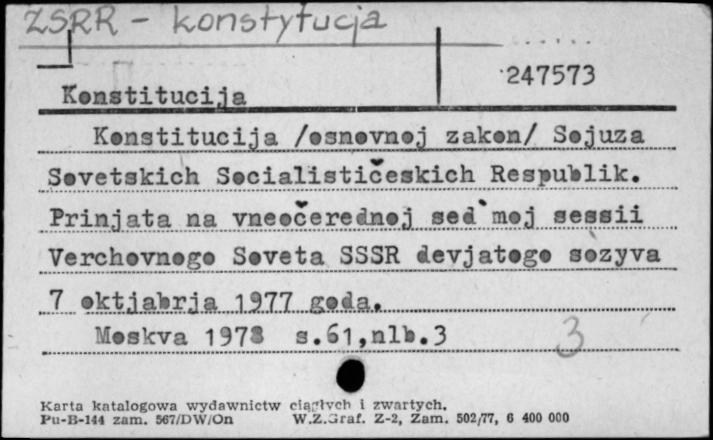 ZSRR - konstytucja
247573
Konstitucija
Konstitucija /osnovnoj zakon/ Sojuza
Sovetskich Socialističeskich Respublik.
Prinjata na vneočerednoj sed`moj sessii
Verchovnogo Soveta SSSR devjatogo sozyva
7 oktjabrja 1977 goda.
Moskva 1978 s.61,nlb.3
3
Karta katalogowa wydawnictw ciągłych i zwartych.
Pu-B-144 zam. 567/DW/On W.Z.Graf. Z-2, Zam. 502/77, 6 400 000